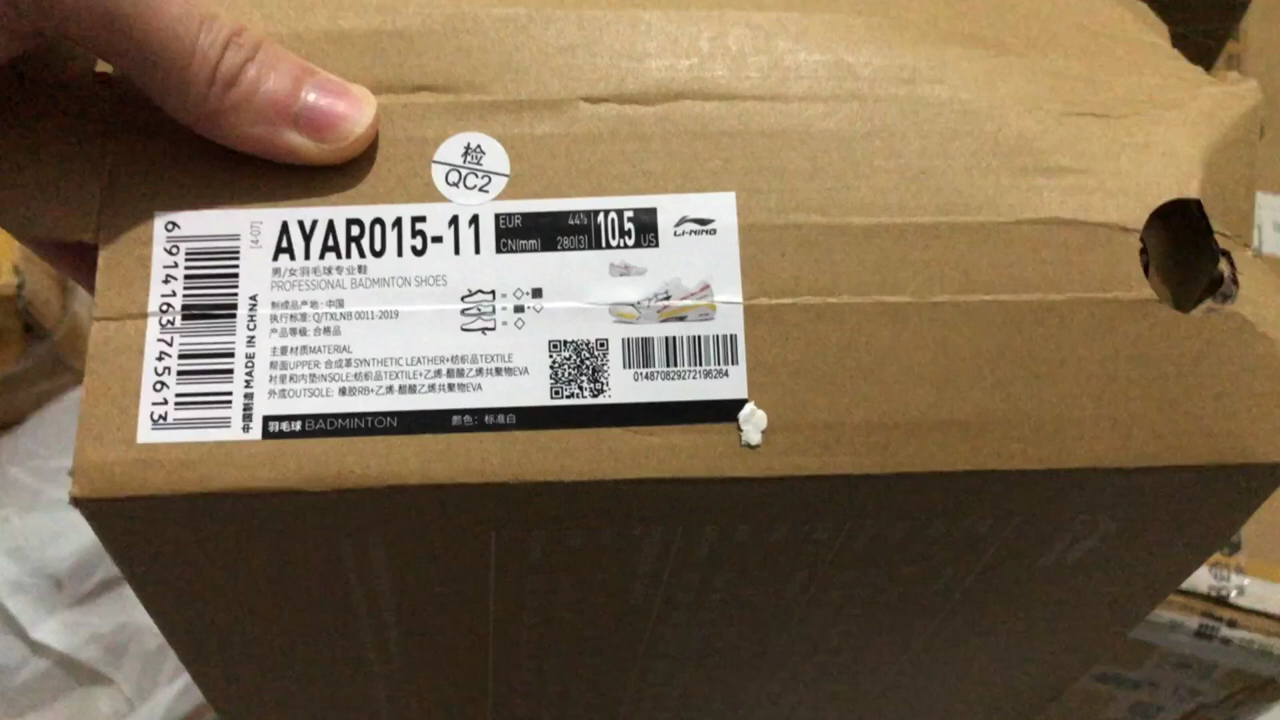 检
QC2
6 914163 745613
[4-07]
中国制造 MADE IN CHINA
AYAR015-11
EUR 44⅓
CN(mm) 280(3)
10.5 US
LI-NING
男/女羽毛球专业鞋
PROFESSIONAL BADMINTON SHOES
制成品产地: 中国
执行标准: Q/TXLNB 0011-2019
产品等级: 合格品
主要材质MATERIAL
帮面UPPER: 合成革SYNTHETIC LEATHER+纺织品TEXTILE
衬里和内垫INSOLE:纺织品TEXTILE+乙烯-醋酸乙烯共聚物EVA
外底OUTSOLE: 橡胶RB+乙烯-醋酸乙烯共聚物EVA
014870829272196264
羽毛球 BADMINTON
颜色: 标准白